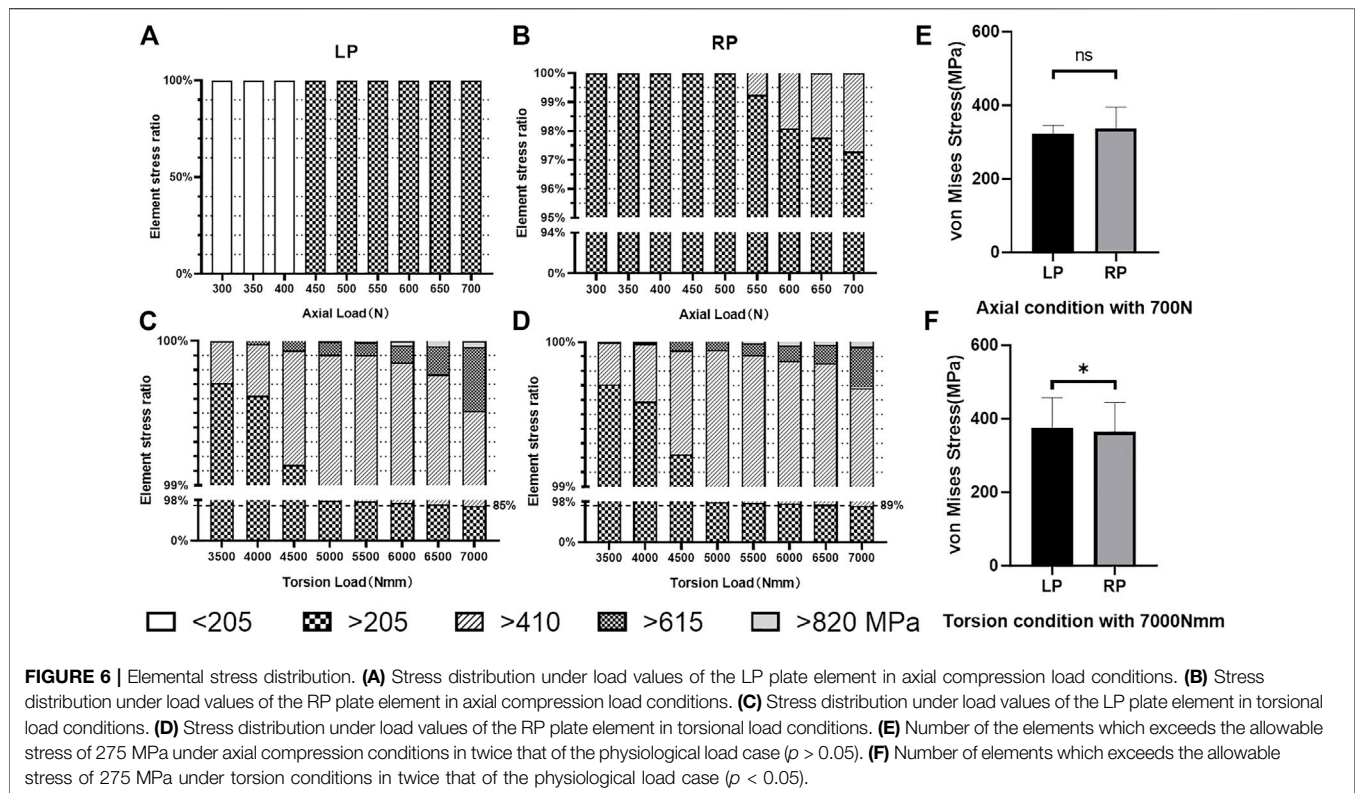 A
LP
Element stress ratio
100%
50%
0%
300 350 400 450 500 550 600 650 700
Axial Load(N)
B
RP
Element stress ratio
100%
99%
98%
97%
96%
95%
94%
0%
300 350 400 450 500 550 600 650 700
Axial Load(N)
E
von Mises Stress(MPa)
600
400
200
0
ns
LP RP
Axial condition with 700N
C
Element stress ratio
100%
99%
98%
0%
85%
3500 4000 4500 5000 5500 6000 6500 7000
Torsion Load(Nmm)
D
Element stress ratio
100%
99%
98%
0%
89%
3500 4000 4500 5000 5500 6000 6500 7000
Torsion Load(Nmm)
F
von Mises Stress(MPa)
600
400
200
0
*
LP RP
Torsion condition with 7000Nmm
<205 >205 >410 >615 >820 MPa
FIGURE 6 | Elemental stress distribution. (A) Stress distribution under load values of the LP plate element in axial compression load conditions. (B) Stress
distribution under load values of the RP plate element in axial compression load conditions. (C) Stress distribution under load values of the LP plate element in torsional
load conditions. (D) Stress distribution under load values of the RP plate element in torsional load conditions. (E) Number of the elements which exceeds the allowable
stress of 275 MPa under axial compression conditions in twice that of the physiological load case (p > 0.05). (F) Number of elements which exceeds the allowable
stress of 275 MPa under torsion conditions in twice that of the physiological load case (p < 0.05).